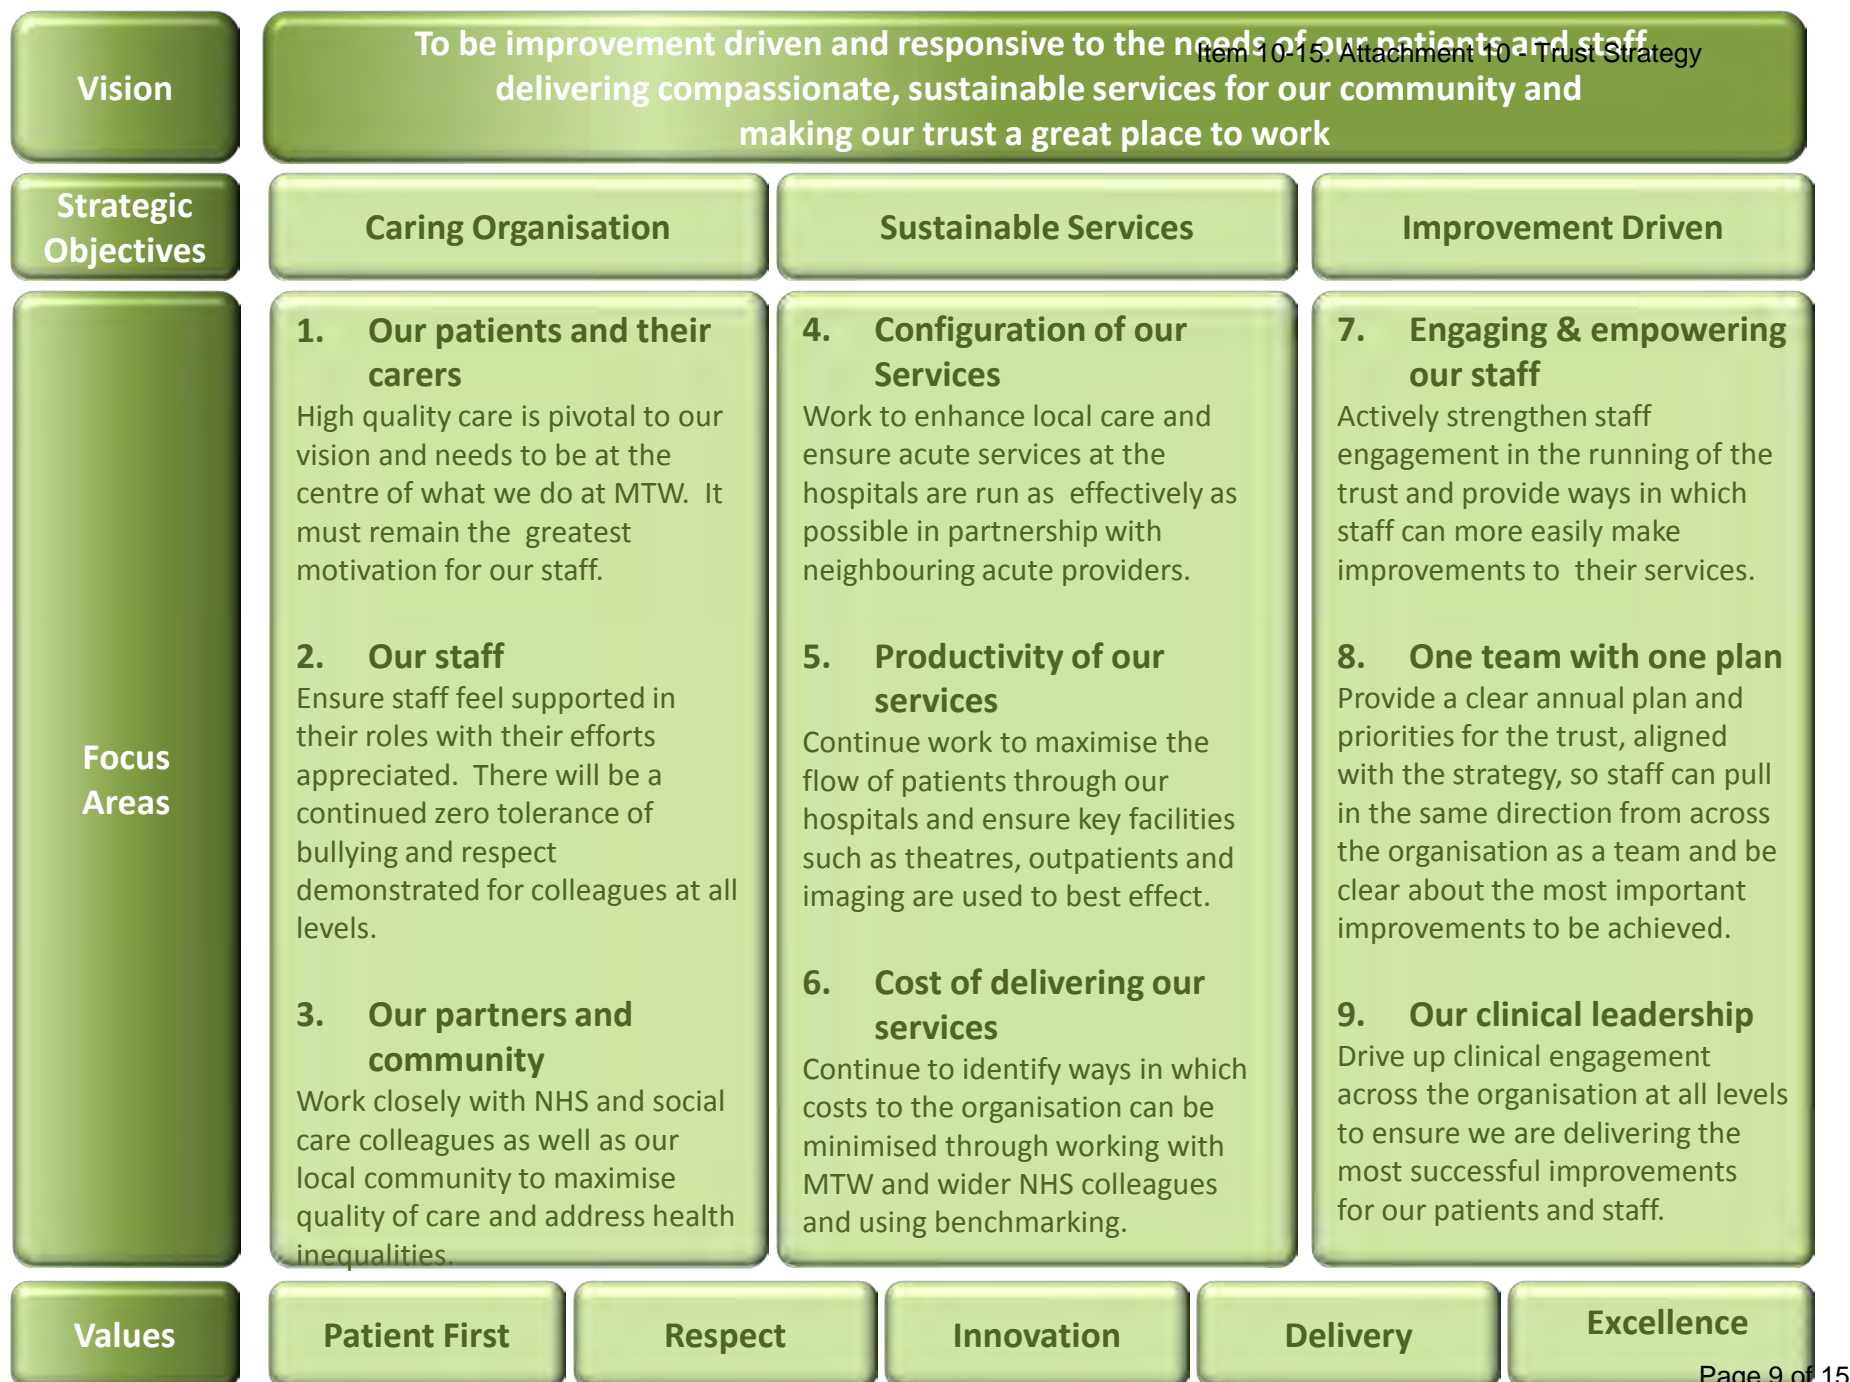 Item 10-15. Attachment 10 - Trust Strategy
Vision
To be improvement driven and responsive to the needs of our patients and staff
delivering compassionate, sustainable services for our community and
making our trust a great place to work
Strategic
Objectives
Caring Organisation
Sustainable Services
Improvement Driven
Focus
Areas
1. Our patients and their
carers
High quality care is pivotal to our
vision and needs to be at the
centre of what we do at MTW. It
must remain the greatest
motivation for our staff.
2. Our staff
Ensure staff feel supported in
their roles with their efforts
appreciated. There will be a
continued zero tolerance of
bullying and respect
demonstrated for colleagues at all
levels.
3. Our partners and
community
Work closely with NHS and social
care colleagues as well as our
local community to maximise
quality of care and address health
inequalities.
4. Configuration of our
Services
Work to enhance local care and
ensure acute services at the
hospitals are run as effectively as
possible in partnership with
neighbouring acute providers.
5. Productivity of our
services
Continue work to maximise the
flow of patients through our
hospitals and ensure key facilities
such as theatres, outpatients and
imaging are used to best effect.
6. Cost of delivering our
services
Continue to identify ways in which
costs to the organisation can be
minimised through working with
MTW and wider NHS colleagues
and using benchmarking.
7. Engaging & empowering
our staff
Actively strengthen staff
engagement in the running of the
trust and provide ways in which
staff can more easily make
improvements to their services.
8. One team with one plan
Provide a clear annual plan and
priorities for the trust, aligned
with the strategy, so staff can pull
in the same direction from across
the organisation as a team and be
clear about the most important
improvements to be achieved.
9. Our clinical leadership
Drive up clinical engagement
across the organisation at all levels
to ensure we are delivering the
most successful improvements
for our patients and staff.
Values
Patient First
Respect
Innovation
Delivery
Excellence
Page 9 of 15